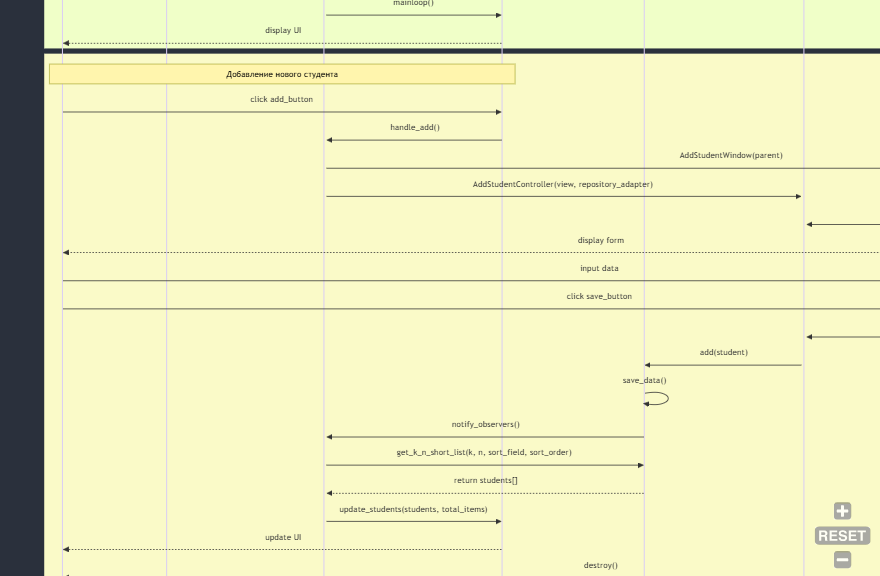 mainloop()
display UI
Добавление нового студента
click add_button
handle_add()
AddStudentWindow(parent)
AddStudentController(view, repository_adapter)
display form
input data
click save_button
add(student)
save_data()
notify_observers()
get_k_n_short_list(k, n, sort_field, sort_order)
return students[]
update_students(students, total_items)
RESET
update UI
destroy()